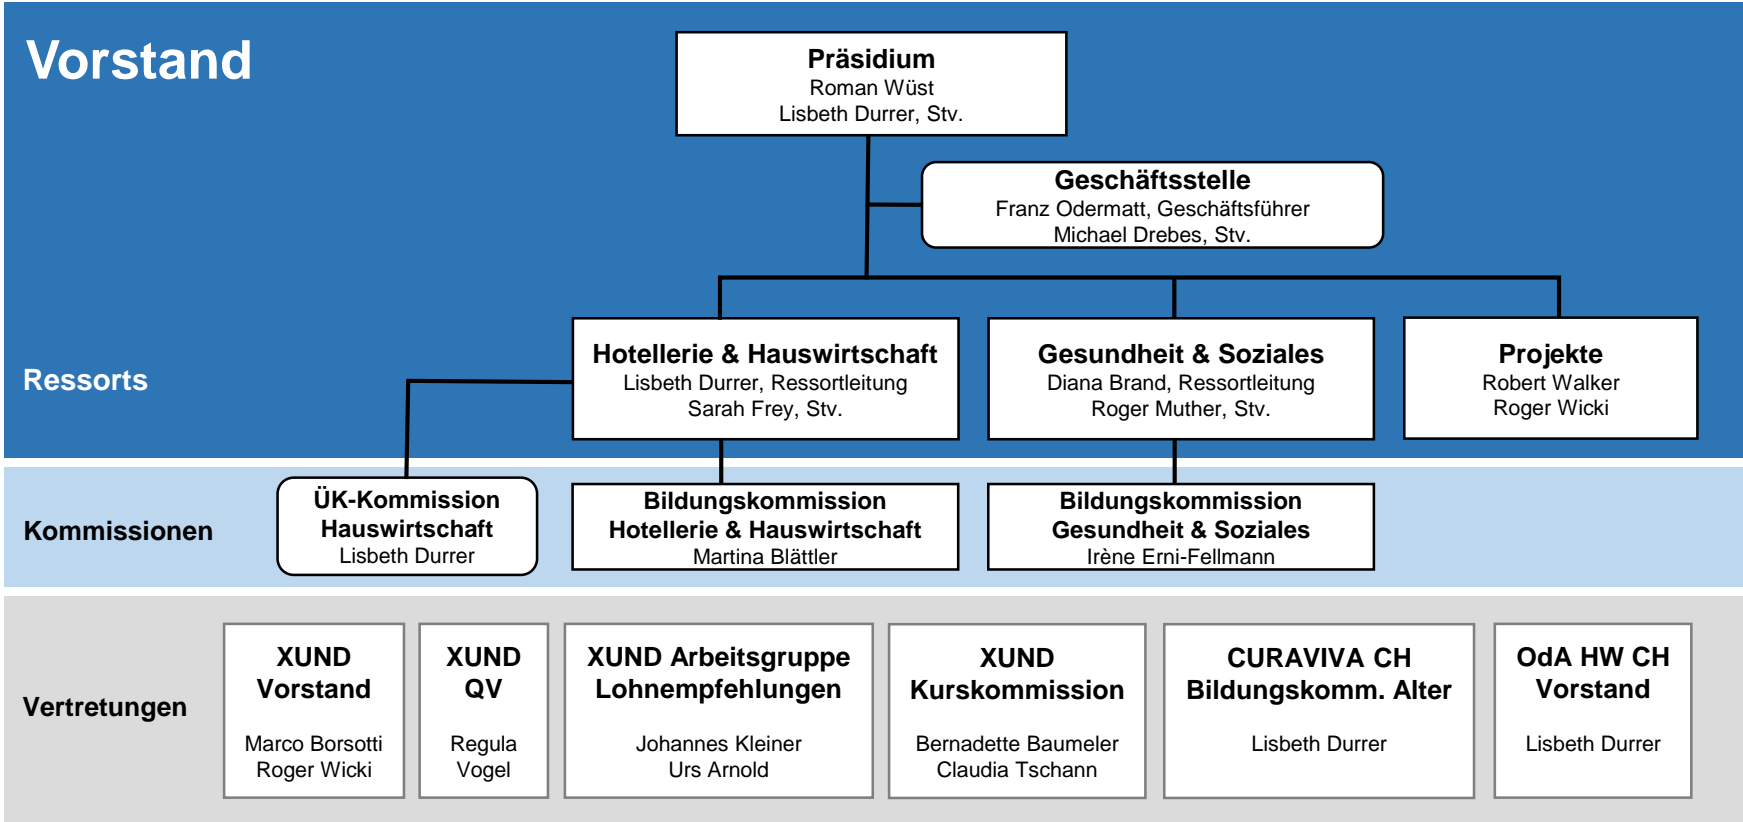 Vorstand
Präsidium
Roman Wüst
Lisbeth Durrer, Stv.
Geschäftsstelle
Franz Odermatt, Geschäftsführer
Michael Drebes, Stv.
Ressorts
Hotellerie & Hauswirtschaft
Lisbeth Durrer, Ressortleitung
Sarah Frey, Stv.
Gesundheit & Soziales
Diana Brand, Ressortleitung
Roger Muther, Stv.
Projekte
Robert Walker
Roger Wicki
Kommissionen
ÜK-Kommission
Hauswirtschaft
Lisbeth Durrer
Bildungskommission
Hotellerie & Hauswirtschaft
Martina Blättler
Bildungskommission
Gesundheit & Soziales
Irène Erni-Fellmann
Vertretungen
XUND
Vorstand
Marco Borsotti
Roger Wicki
XUND
QV
Regula
Vogel
XUND Arbeitsgruppe
Lohnempfehlungen
Johannes Kleiner
Urs Arnold
XUND
Kurskommission
Bernadette Baumeler
Claudia Tschann
CURAVIVA CH
Bildungskomm. Alter
Lisbeth Durrer
OdA HW CH
Vorstand
Lisbeth Durrer